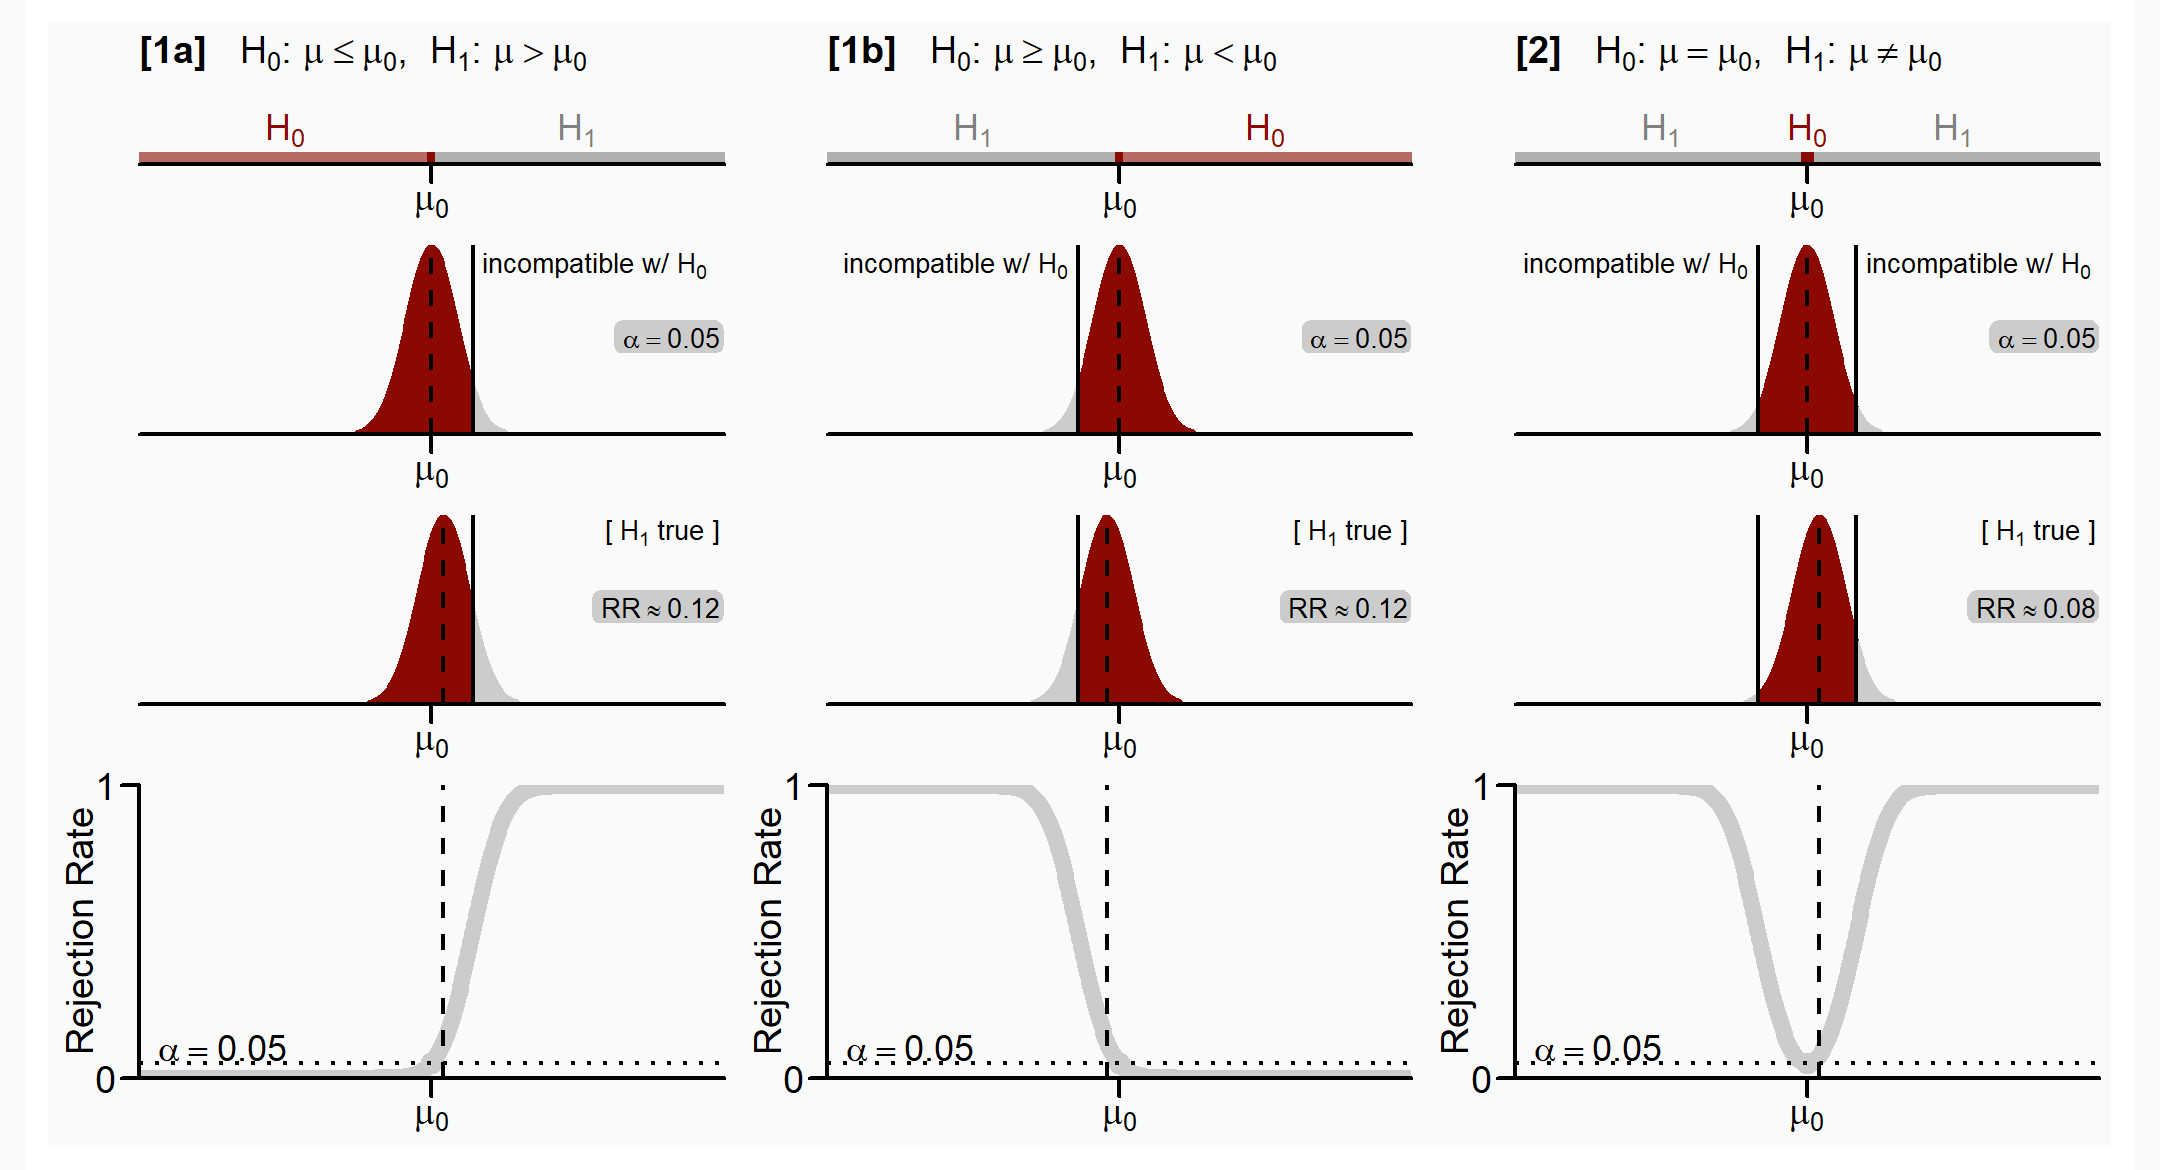 [1a] H₀: μ ≤ μ₀, H₁: μ > μ₀
H₀ H₁
μ₀
incompatible w/ H₀
α = 0.05
μ₀
[ H₁ true ]
RR ≈ 0.12
μ₀
Rejection Rate
1
α = 0.05
0
μ₀
[1b] H₀: μ ≥ μ₀, H₁: μ < μ₀
H₁ H₀
μ₀
incompatible w/ H₀
α = 0.05
μ₀
[ H₁ true ]
RR ≈ 0.12
μ₀
Rejection Rate
1
α = 0.05
0
μ₀
[2] H₀: μ = μ₀, H₁: μ ≠ μ₀
H₁ H₀ H₁
μ₀
incompatible w/ H₀ incompatible w/ H₀
α = 0.05
μ₀
[ H₁ true ]
RR ≈ 0.08
μ₀
Rejection Rate
1
α = 0.05
0
μ₀